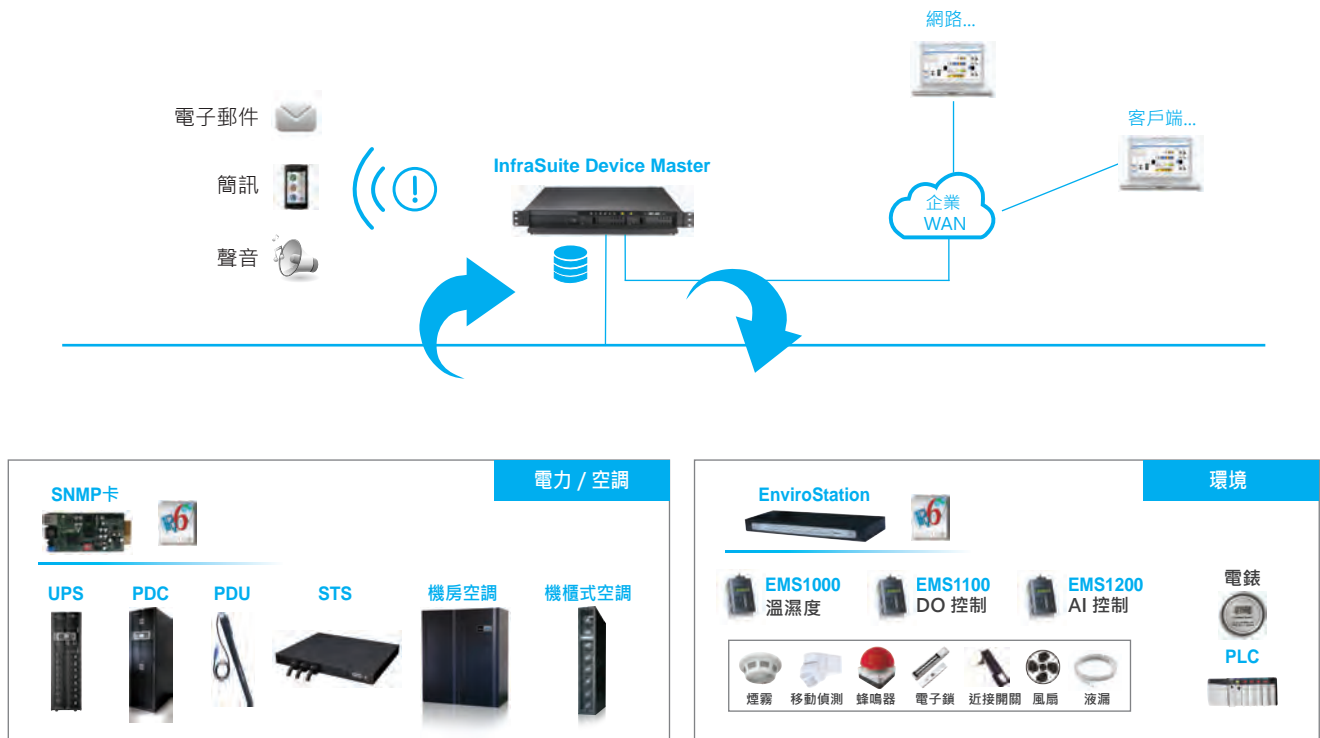 網路...
客戶端...
電子郵件
簡訊
聲音
InfraSuite Device Master
企業
WAN
電力 / 空調
SNMP卡
UPS
PDC
PDU
STS
機房空調
機櫃式空調
環境
EnviroStation
EMS1000
溫濕度
EMS1100
DO 控制
EMS1200
AI 控制
電錶
PLC
煙霧
移動偵測
蜂鳴器
電子鎖
近接開關
風扇
液漏